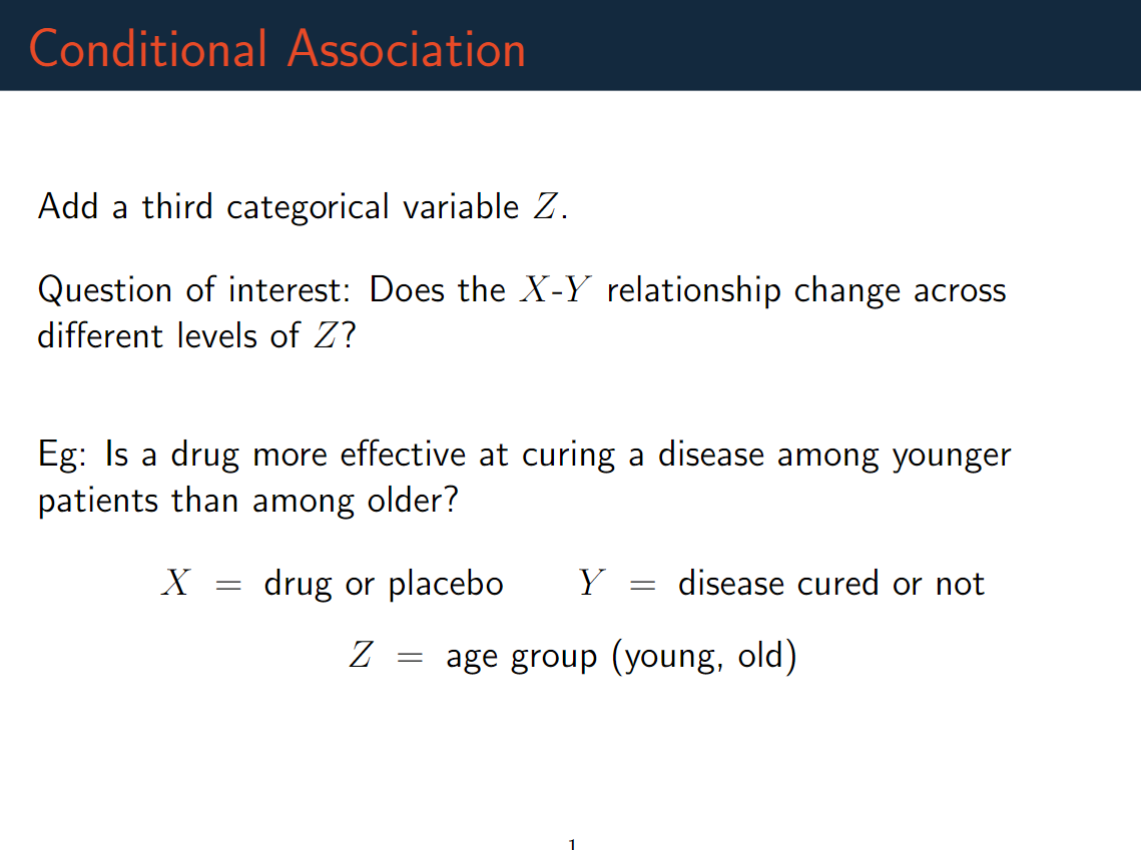 Conditional Association
Add a third categorical variable Z.
Question of interest: Does the X-Y relationship change across
different levels of Z?
Eg: Is a drug more effective at curing a disease among younger
patients than among older?
X = drug or placebo Y = disease cured or not
Z = age group (young, old)
1